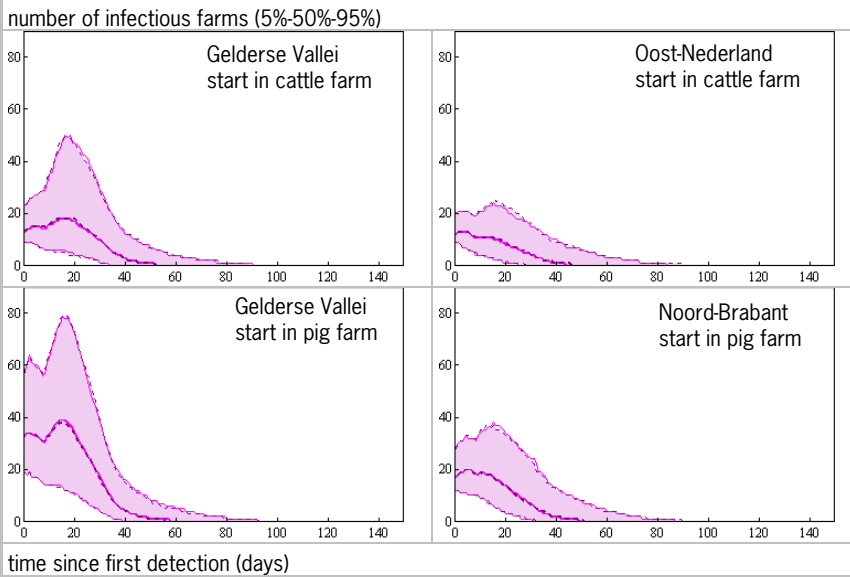 number of infectious farms (5%-50%-95%)
Gelderse Vallei
start in cattle farm
80
60
40
20
0
0 20 40 60 80 100 120 140
Oost-Nederland
start in cattle farm
80
60
40
20
0
0 20 40 60 80 100 120 140
Gelderse Vallei
start in pig farm
80
60
40
20
0
0 20 40 60 80 100 120 140
Noord-Brabant
start in pig farm
80
60
40
20
0
0 20 40 60 80 100 120 140
time since first detection (days)